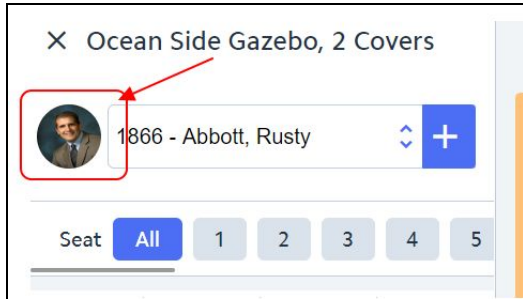 × Ocean Side Gazebo, 2 Covers
1866 - Abbott, Rusty +
Seat All 1 2 3 4 5